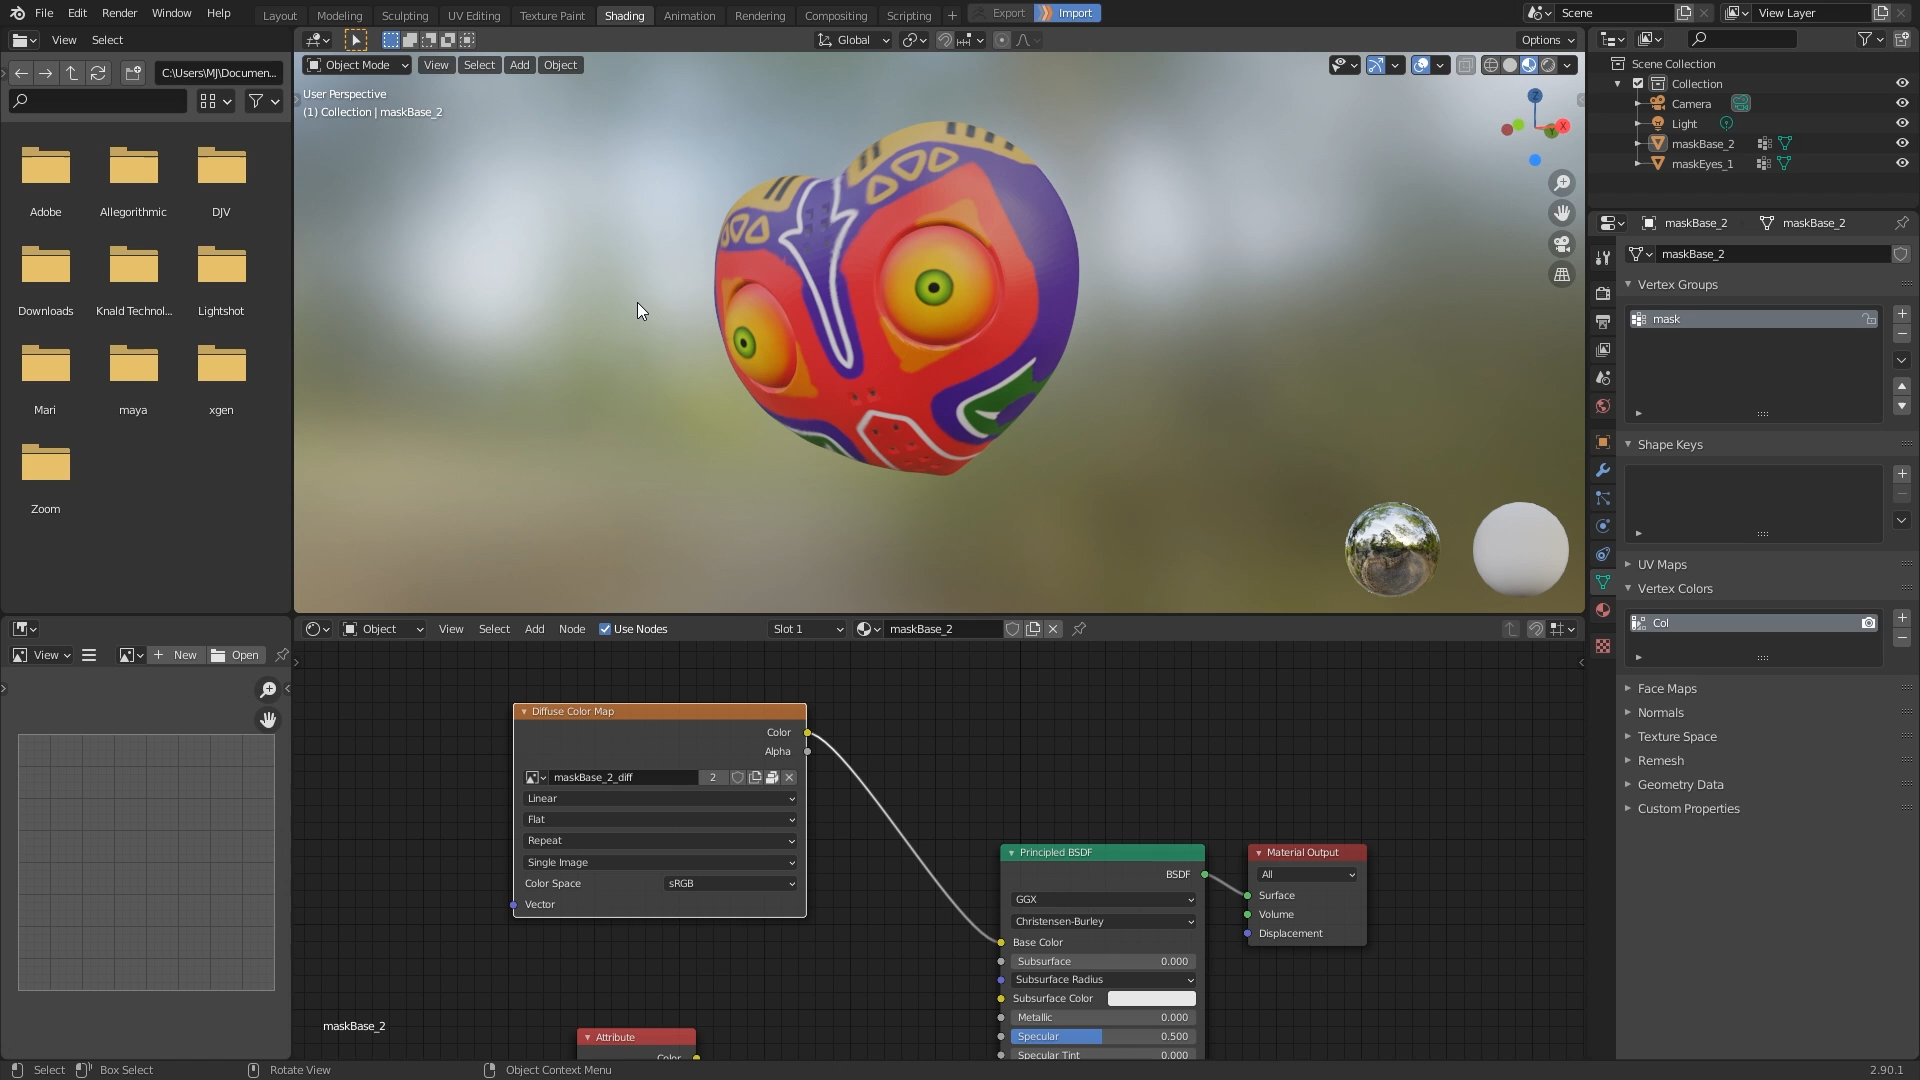 File Edit Render Window Help Layout Modeling Sculpting UV Editing Texture Paint Shading Animation Rendering Compositing Scripting + Export Import Scene View Layer
View Select Global Options
C:\Users\MJ\Documen...
Object Mode View Select Add Object
User Perspective
(1) Collection | maskBase_2
Z
X
Y
Adobe Allegorithmic DJV
Downloads Knald Technol... Lightshot
Mari maya xgen
Zoom
Scene Collection
Collection
Camera
Light
maskBase_2
maskEyes_1
maskBase_2 maskBase_2
maskBase_2
Vertex Groups
mask
Shape Keys
UV Maps
Vertex Colors
Col
Face Maps
Normals
Texture Space
Remesh
Geometry Data
Custom Properties
Object View Select Add Node Use Nodes Slot 1 maskBase_2
View New Open
Diffuse Color Map
Color
Alpha
maskBase_2_diff 2
Linear
Flat
Repeat
Single Image
Color Space sRGB
Vector
Principled BSDF
BSDF
GGX
Christensen-Burley
Base Color
Subsurface 0.000
Subsurface Radius
Subsurface Color
Metallic 0.000
Specular 0.500
Specular Tint 0.000
Material Output
All
Surface
Volume
Displacement
maskBase_2
Attribute
Color
Select Box Select Rotate View Object Context Menu 2.90.1